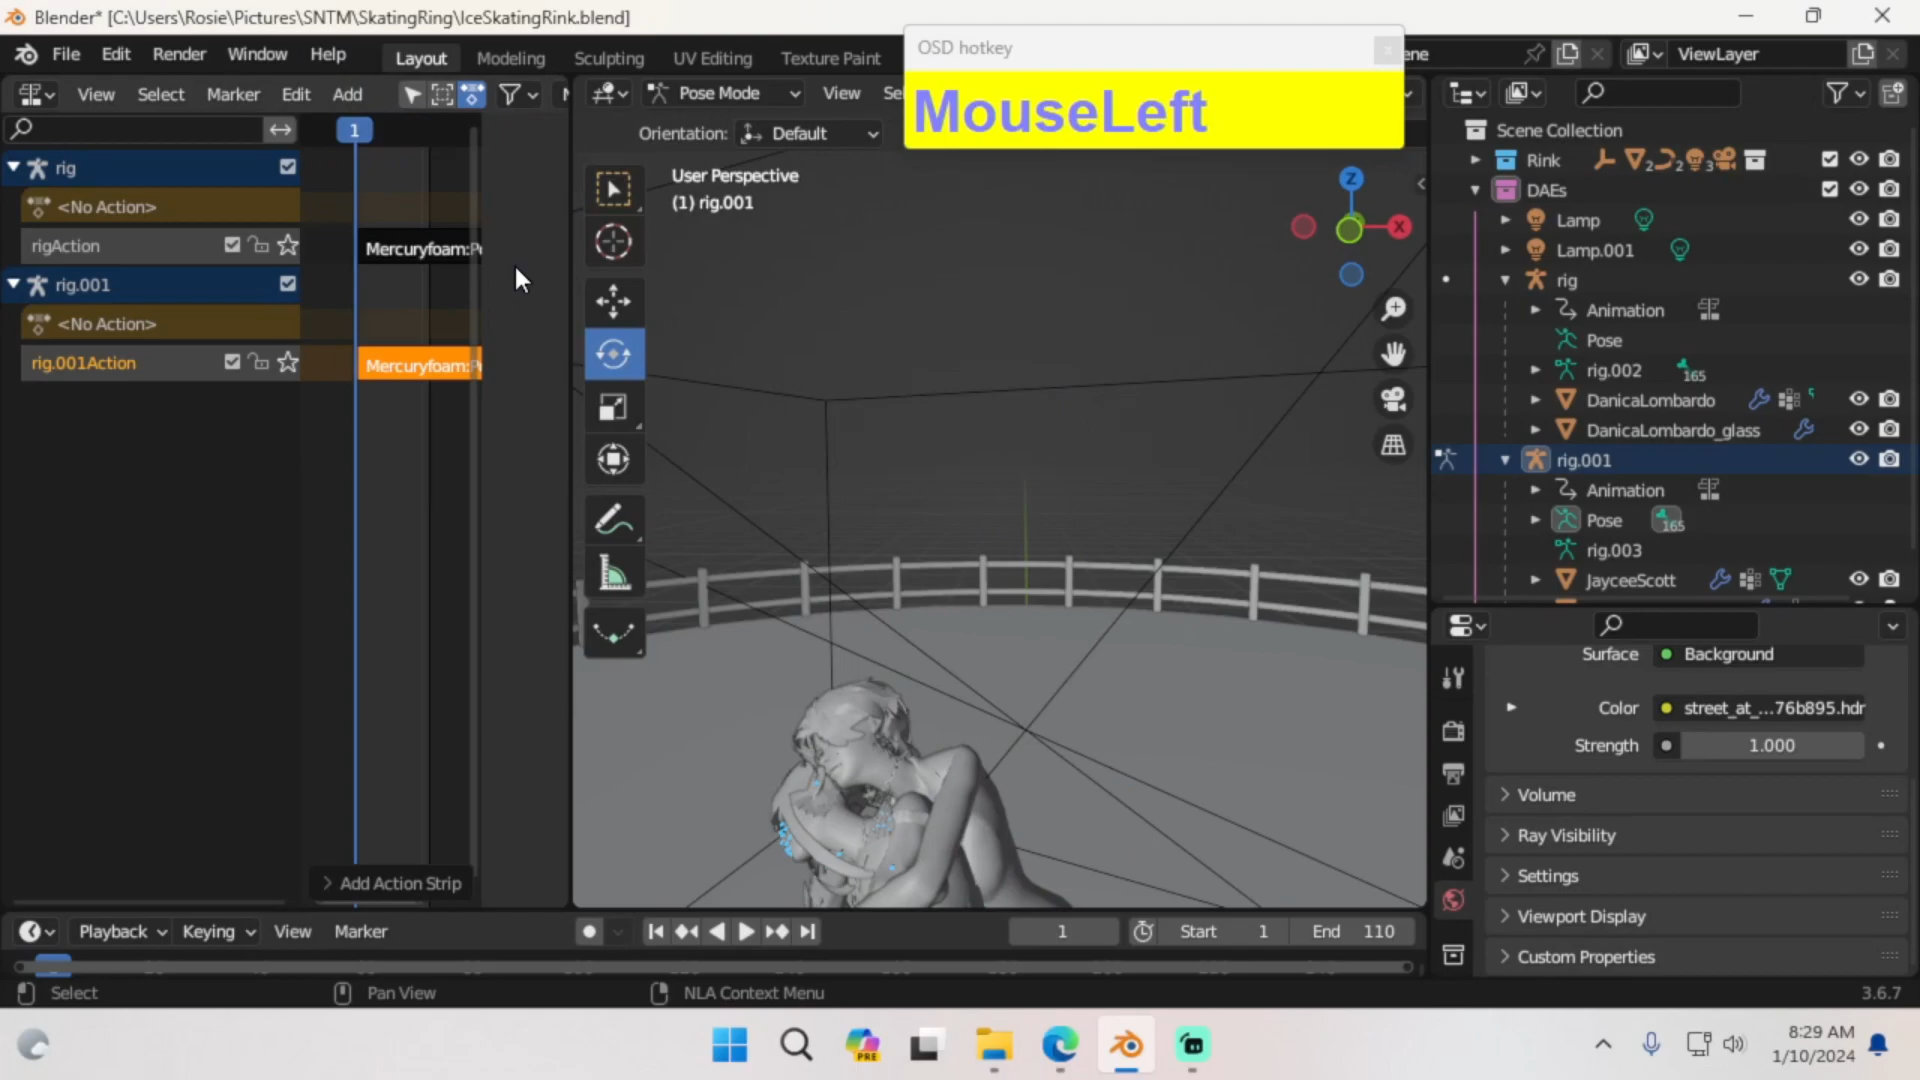 Blender* [C:\Users\Rosie\Pictures\SNTM\SkatingRing\IceSkatingRink.blend]
OSD hotkey
MouseLeft
File Edit Render Window Help Layout Modeling Sculpting UV Editing Texture Paint
ene ViewLayer
View Select Marker Edit Add
Pose Mode View Se
Orientation: Default
1
User Perspective
(1) rig.001
Z
X
rig
<No Action>
rigAction
Mercuryfoam:P
rig.001
<No Action>
rig.001Action
Mercuryfoam:P
Add Action Strip
Scene Collection
Rink 2 2 3
DAEs
Lamp
Lamp.001
rig
Animation
Pose
rig.002 165
DanicaLombardo
DanicaLombardo_glass
rig.001
Animation
Pose 165
rig.003
JayceeScott
Surface Background
Color street_at_...76b895.hdr
Strength 1.000
Volume
Ray Visibility
Settings
Viewport Display
Custom Properties
Playback Keying View Marker
1 Start 1 End 110
Select Pan View NLA Context Menu 3.6.7
PRE
8:29 AM
1/10/2024